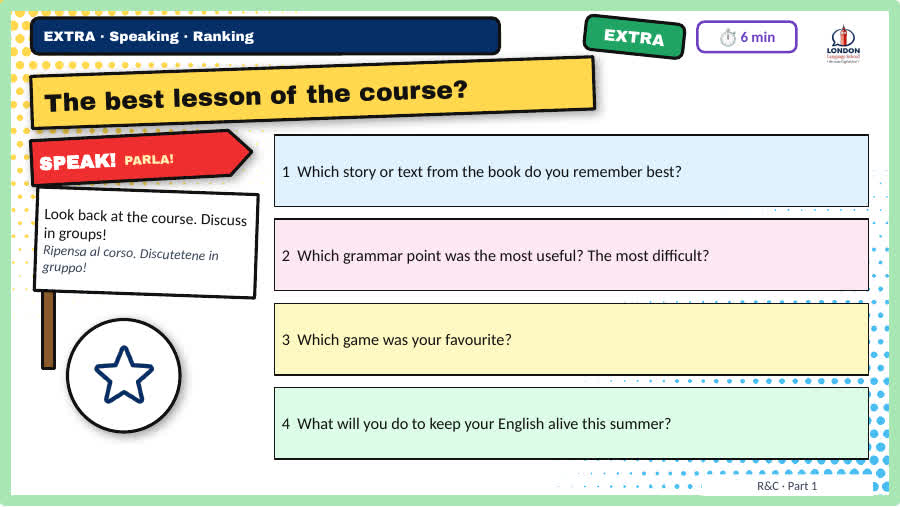 EXTRA · Speaking · Ranking
EXTRA
6 min
LONDON
Language School
The best lesson of the course?
SPEAK! PARLA!
Look back at the course. Discuss
in groups!
Ripensa al corso. Discutetene in
gruppo!
1 Which story or text from the book do you remember best?
2 Which grammar point was the most useful? The most difficult?
3 Which game was your favourite?
4 What will you do to keep your English alive this summer?
R&C · Part 1